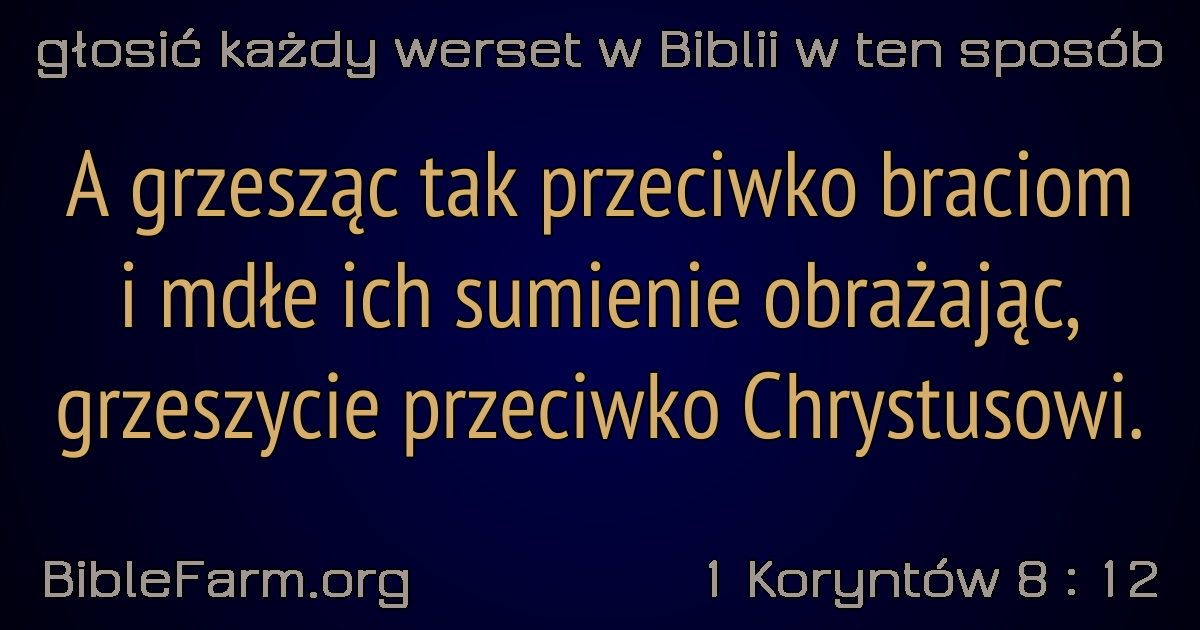 głosić każdy werset w Biblii w ten sposób
A grzesząc tak przeciwko braciom
i mdłe ich sumienie obrażając,
grzeszycie przeciwko Chrystusowi.
BibleFarm.org
1 Koryntów 8 : 12